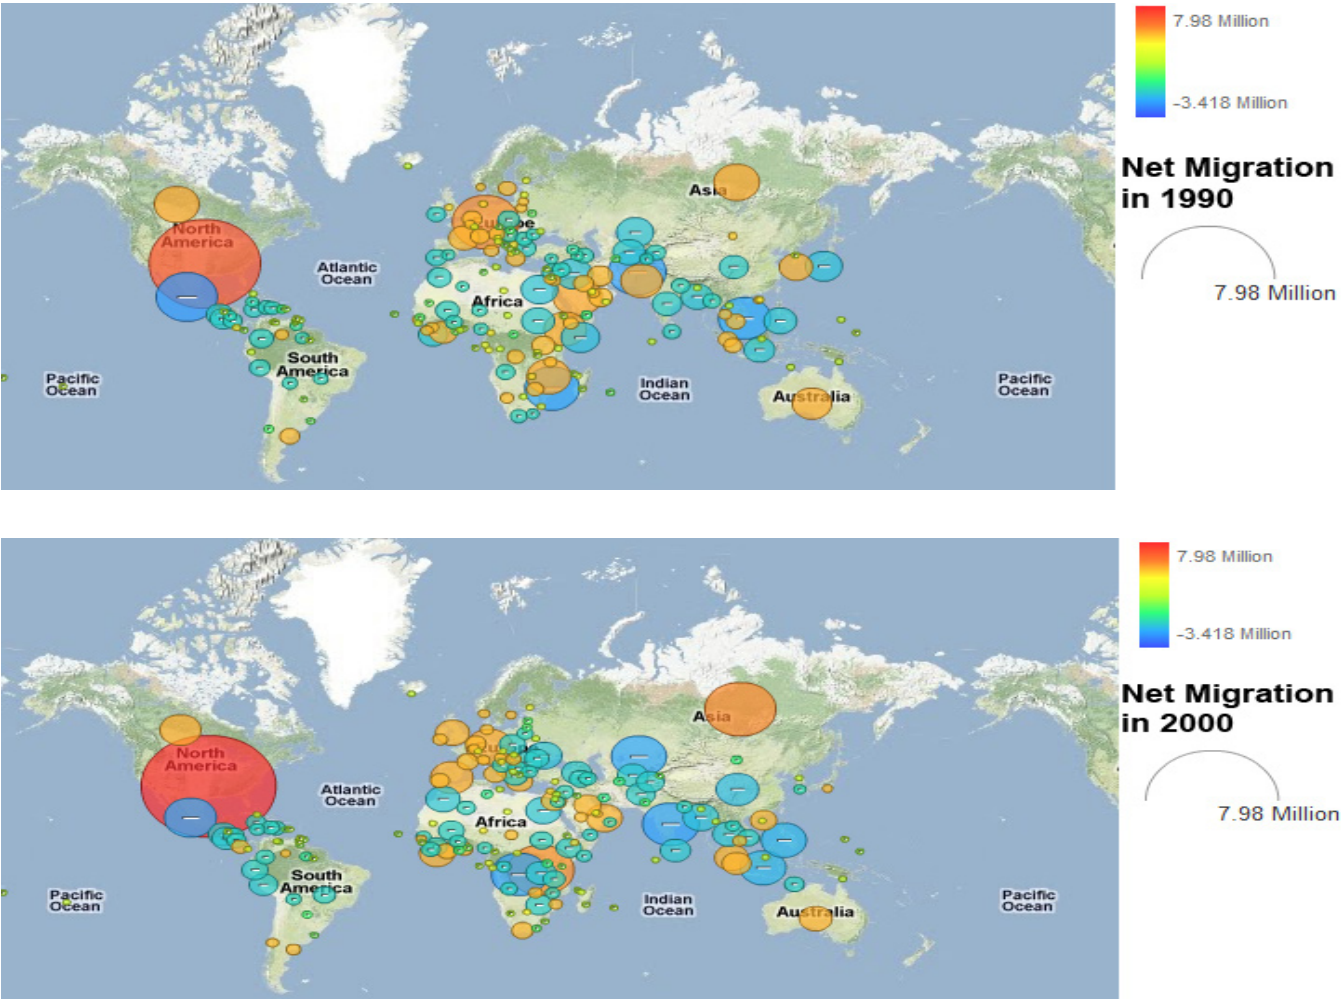 7.98 Million
-3.418 Million
Net Migration
in 1990
7.98 Million
North
America
Atlantic
Ocean
Africa
Asia
South
America
Pacific
Ocean
Indian
Ocean
Australia
Pacific
Ocean
7.98 Million
-3.418 Million
Net Migration
in 2000
7.98 Million
Asia
North
America
Atlantic
Ocean
Africa
South
America
Pacific
Ocean
Indian
Ocean
Australia
Pacific
Ocean